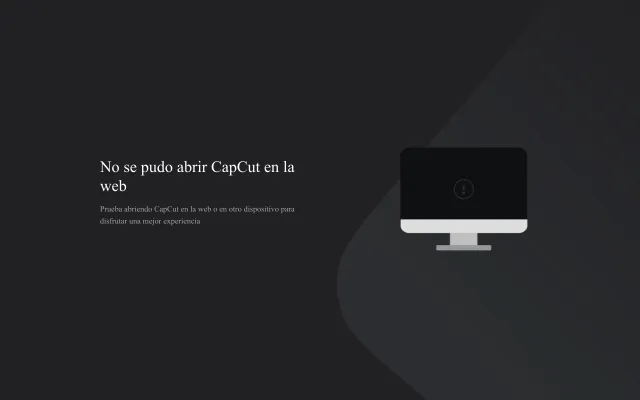 No se pudo abrir CapCut en la
web
Prueba abriendo CapCut en la web o en otro dispositivo para
disfrutar una mejor experiencia